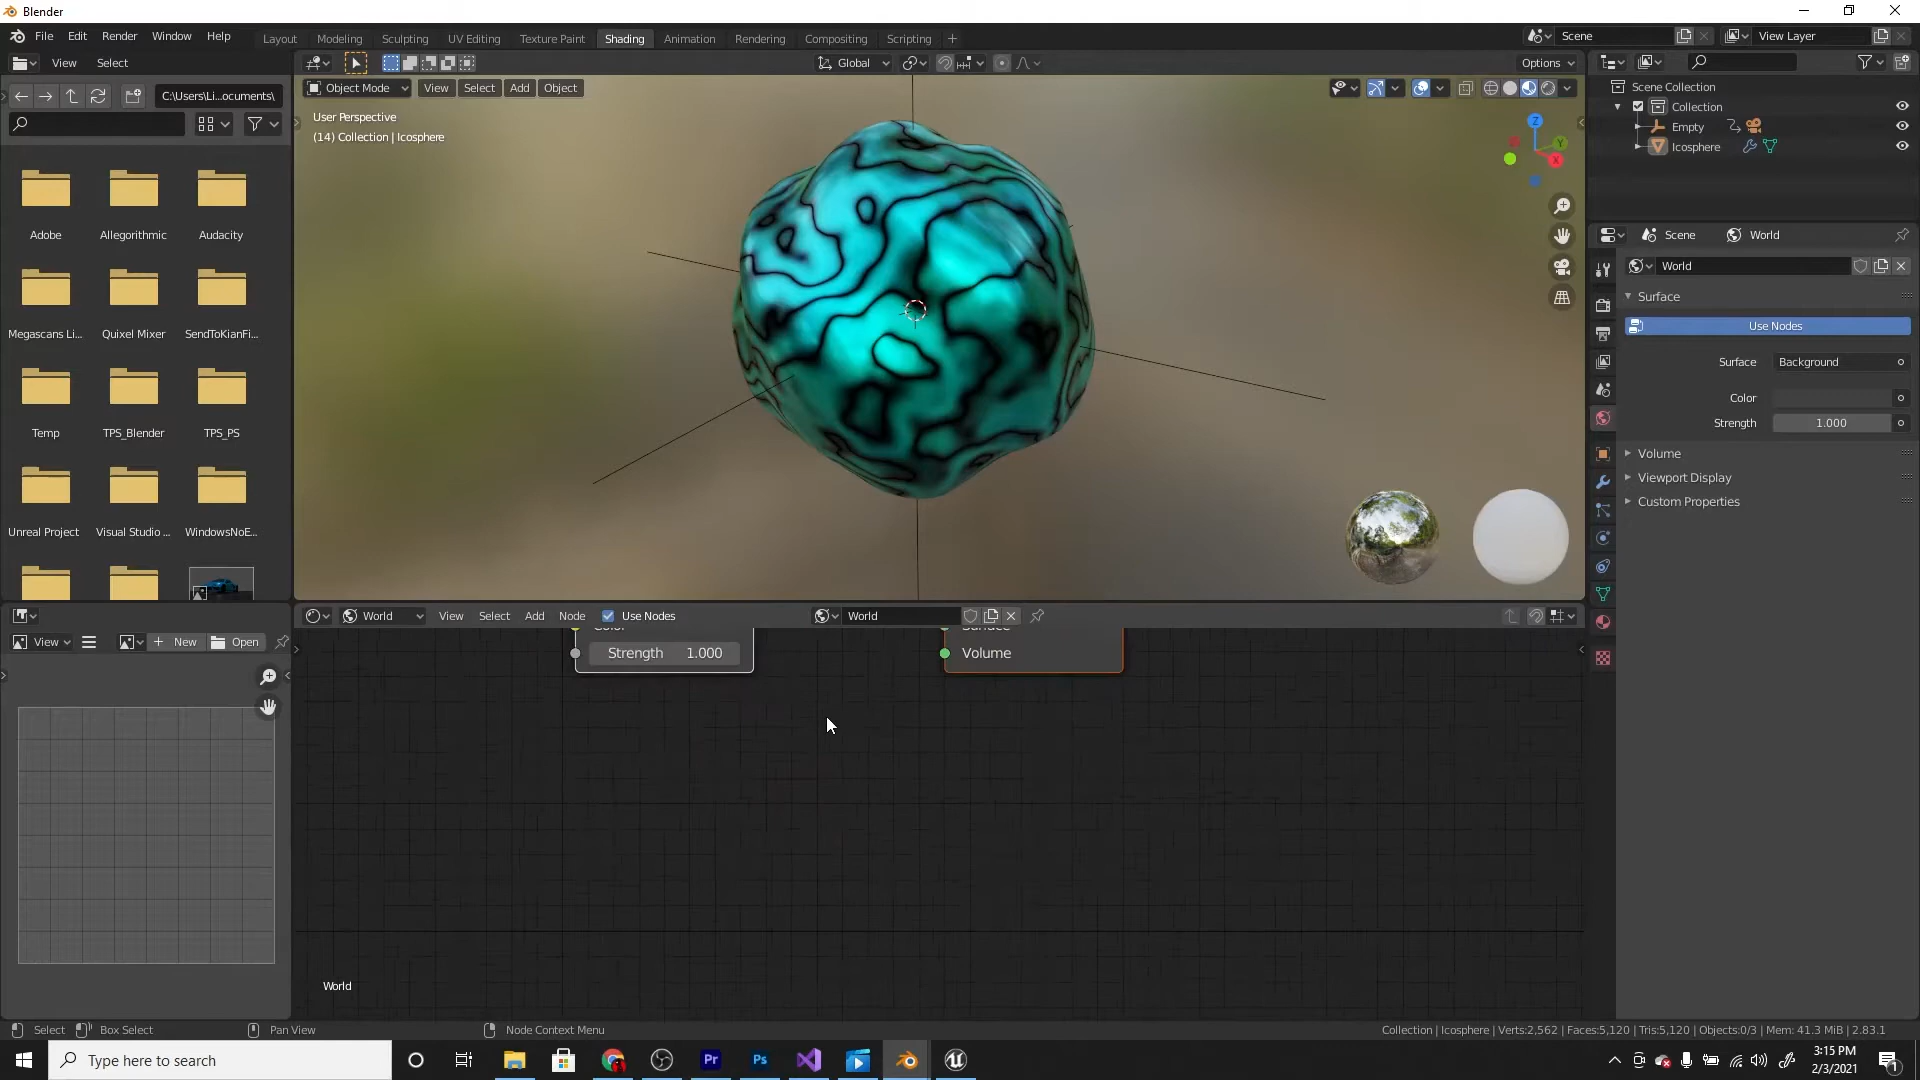 Blender
File Edit Render Window Help
Layout Modeling Sculpting UV Editing Texture Paint Shading Animation Rendering Compositing Scripting
Scene
View Layer
View Select
Global
Options
C:\Users\Li...ocuments\
Object Mode View Select Add Object
User Perspective
(14) Collection | Icosphere
Z
Y
X
Scene Collection
Collection
Empty
Icosphere
Adobe Allegorithmic Audacity
Megascans Li... Quixel Mixer SendToKianFi...
Temp TPS_Blender TPS_PS
Unreal Project Visual Studio ... WindowsNoE...
Scene World
World
Surface
Use Nodes
Surface Background
Color
Strength 1.000
Volume
Viewport Display
Custom Properties
World View Select Add Node Use Nodes World
View New Open
Color
Strength 1.000
Surface
Volume
World
Select Box Select Pan View Node Context Menu
Collection | Icosphere | Verts:2,562 | Faces:5,120 | Tris:5,120 | Objects:0/3 | Mem: 41.3 MiB | 2.83.1
Type here to search
Pr
Ps
3:15 PM
2/3/2021
1